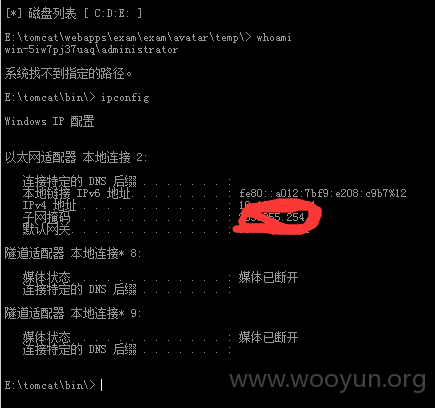 [*] 磁盘列表 [ C:D:E: ]
E:\tomcat\webapps\exam\exam\avatar\temp\> whoami
win-5iw7pj37uaq\administrator
系统找不到指定的路径。
E:\tomcat\bin\> ipconfig
Windows IP 配置
以太网适配器 本地连接 2:
连接特定的 DNS 后缀 . . . . . . . :
本地链接 IPv6 地址. . . . . . . . : fe80::a012:7bf9:e208:c9b7%12
IPv4 地址 . . . . . . . . . . . . :
子网掩码 . . . . . . . . . . . . : 255.254
默认网关. . . . . . . . . . . . . :
隧道适配器 本地连接* 8:
媒体状态 . . . . . . . . . . . . : 媒体已断开
连接特定的 DNS 后缀 . . . . . . . :
隧道适配器 本地连接* 9:
媒体状态 . . . . . . . . . . . . : 媒体已断开
连接特定的 DNS 后缀 . . . . . . . :
E:\tomcat\bin\>
www.wooyun.org